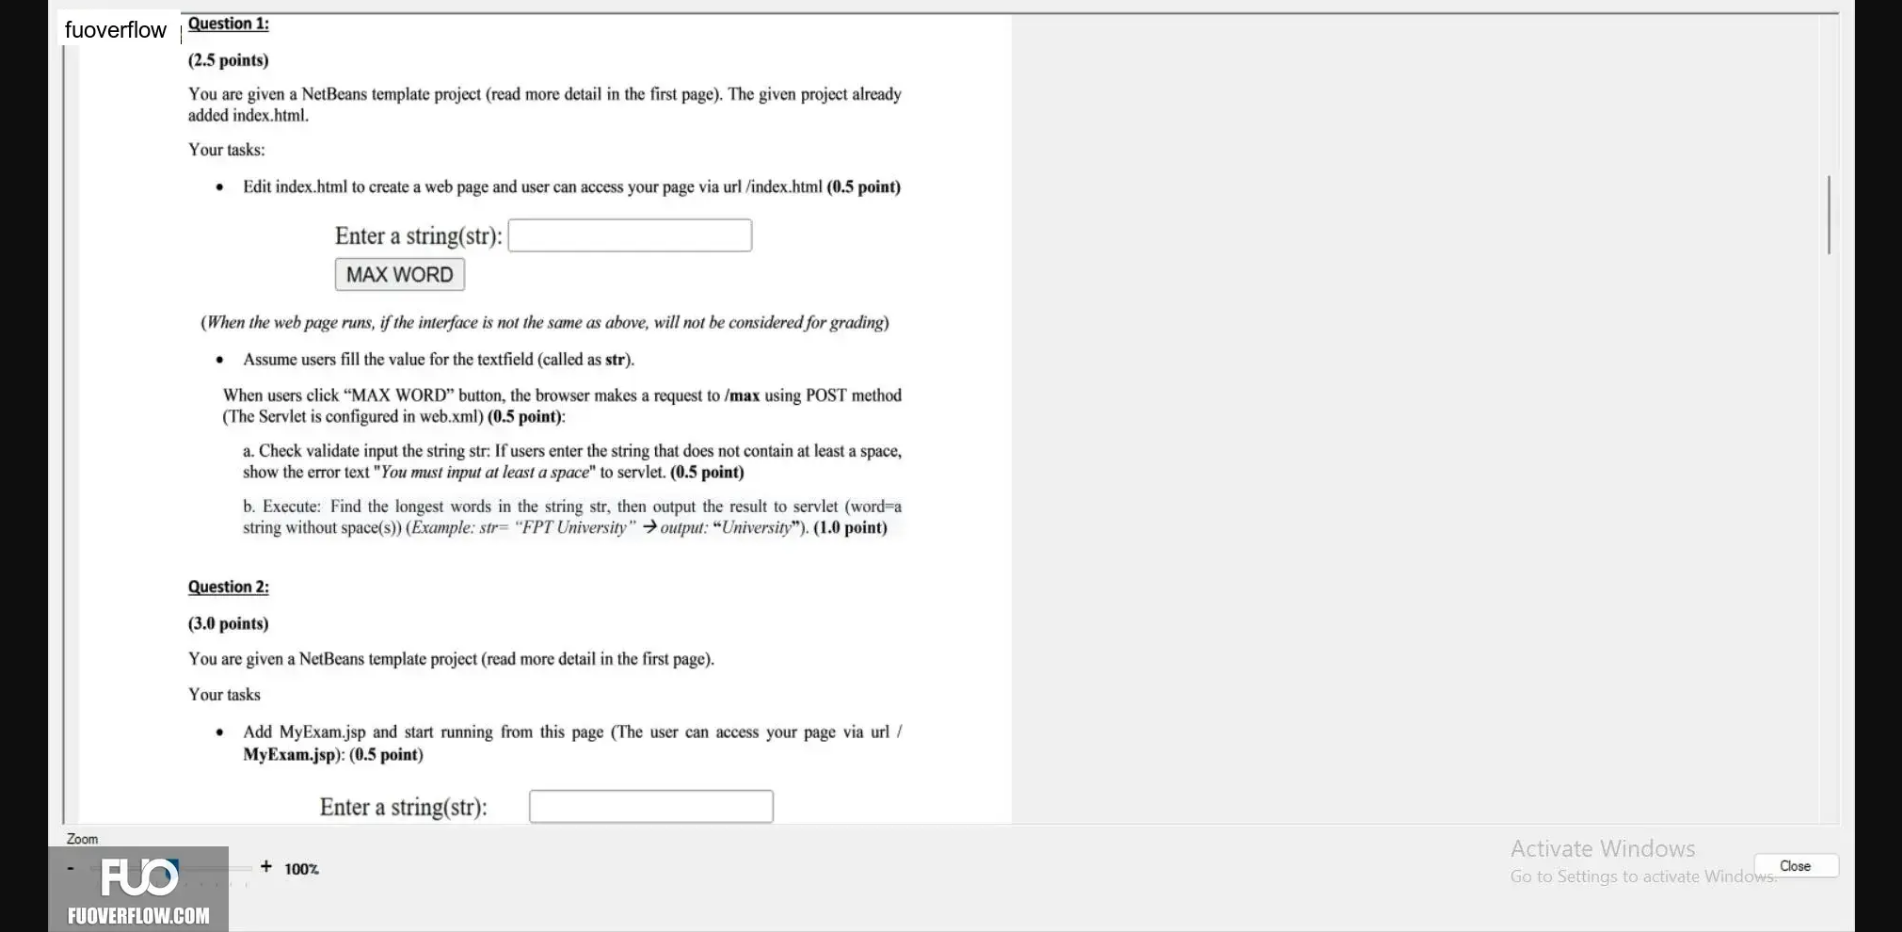 fuoverflow
Question 1:
(2.5 points)
You are given a NetBeans template project (read more detail in the first page). The given project already
added index.html.
Your tasks:
• Edit index.html to create a web page and user can access your page via url /index.html (0.5 point)
Enter a string(str):
MAX WORD
(When the web page runs, if the interface is not the same as above, will not be considered for grading)
• Assume users fill the value for the textfield (called as str).
When users click “MAX WORD” button, the browser makes a request to /max using POST method
(The Servlet is configured in web.xml) (0.5 point):
a. Check validate input the string str: If users enter the string that does not contain at least a space,
show the error text "You must input at least a space" to servlet. (0.5 point)
b. Execute: Find the longest words in the string str, then output the result to servlet (word=a
string without space(s)) (Example: str= “FPT University” → output: “University”). (1.0 point)
Question 2:
(3.0 points)
You are given a NetBeans template project (read more detail in the first page).
Your tasks
• Add MyExam.jsp and start running from this page (The user can access your page via url /
MyExam.jsp): (0.5 point)
Enter a string(str):
Zoom
- + 100%
FUO
FUOVERFLOW.COM
Activate Windows
Go to Settings to activate Windows.
Close